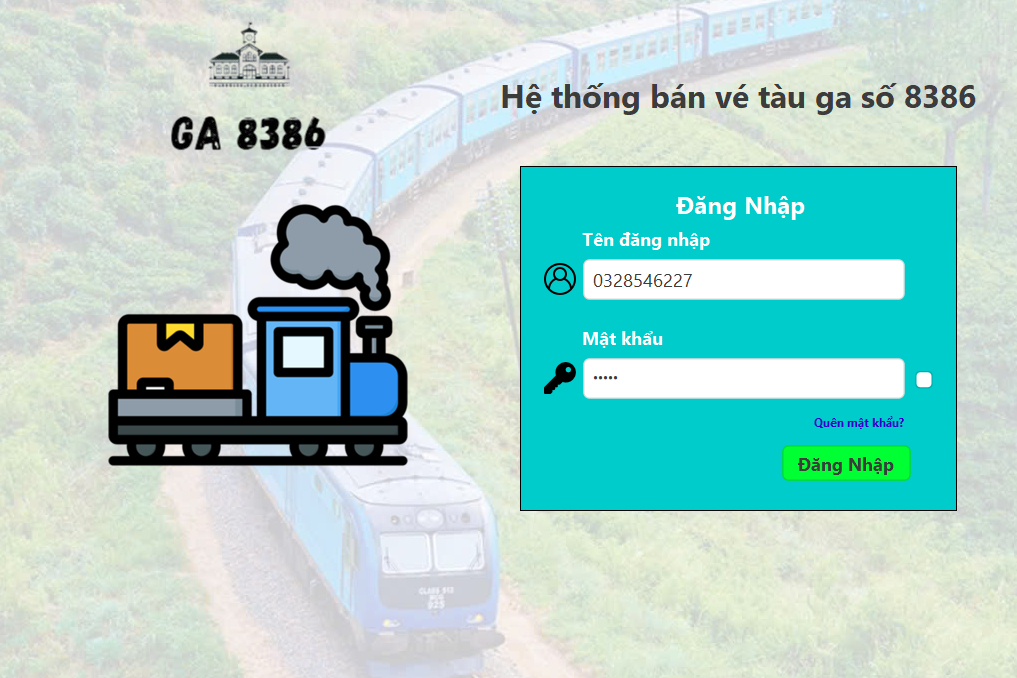 GA 8386
Hệ thống bán vé tàu ga số 8386
Đăng Nhập
Tên đăng nhập
0328546227
Mật khẩu
•••••
Quên mật khẩu?
Đăng Nhập